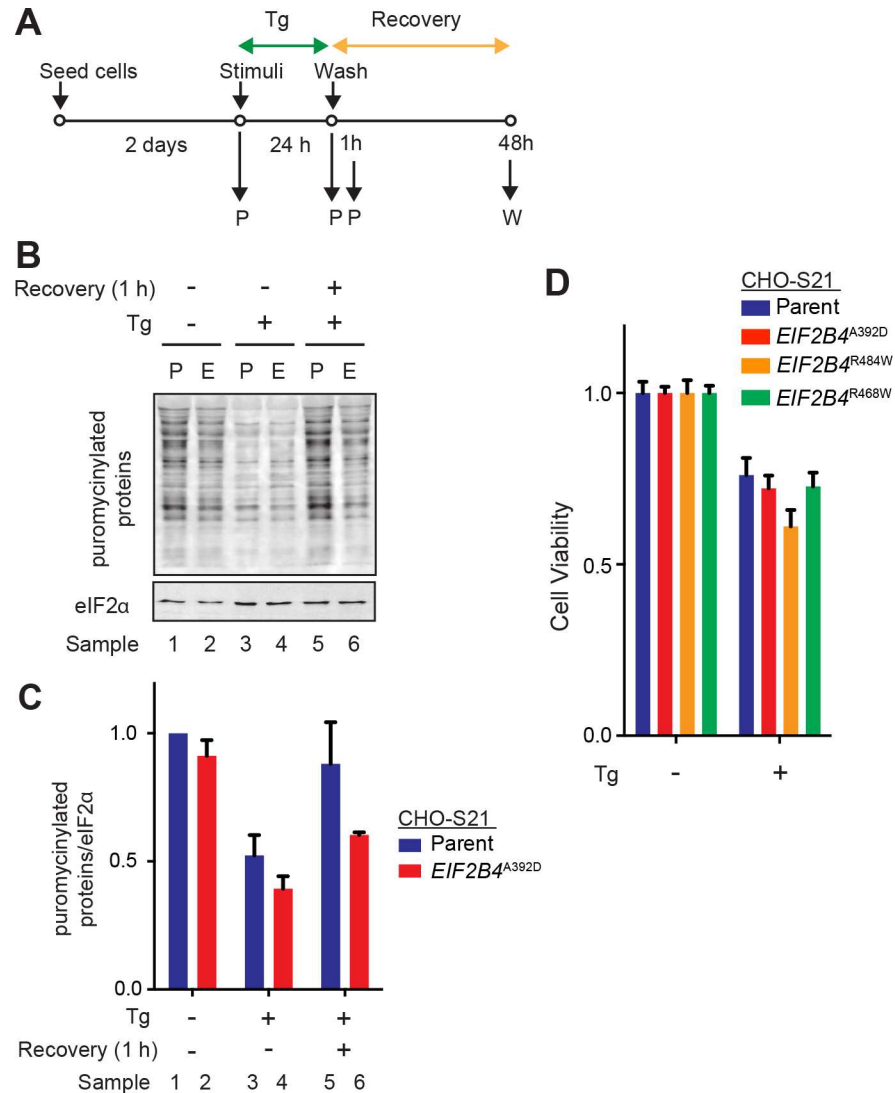 A
Tg Recovery
Seed cells Stimuli Wash
2 days 24 h 1h 48h
P P P W
B
Recovery (1 h) - - +
Tg - + +
P E P E P E
puromycinylated
proteins
eIF2α
Sample 1 2 3 4 5 6
C
1.0
0.5
0.0
puromycinylated
proteins/eIF2α
CHO-S21
Parent
EIF2B4A392D
Tg - + +
Recovery (1 h) - - +
Sample 1 2 3 4 5 6
D
CHO-S21
Parent
EIF2B4A392D
EIF2B4R484W
EIF2B4R468W
1.0
0.5
0.0
Cell Viability
Tg - +